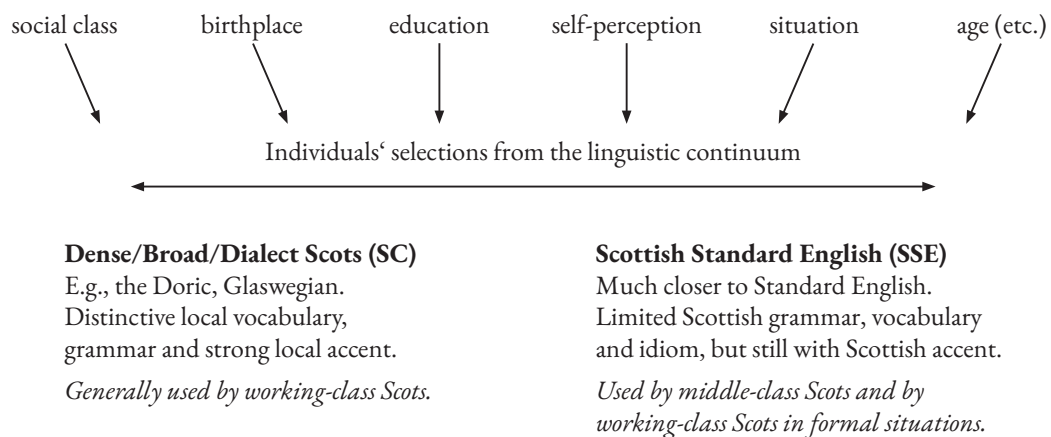 social class birthplace education self-perception situation age (etc.)
Individuals‘ selections from the linguistic continuum
Dense/Broad/Dialect Scots (SC)
E.g., the Doric, Glaswegian.
Distinctive local vocabulary,
grammar and strong local accent.
Generally used by working-class Scots.
Scottish Standard English (SSE)
Much closer to Standard English.
Limited Scottish grammar, vocabulary
and idiom, but still with Scottish accent.
Used by middle-class Scots and by
working-class Scots in formal situations.